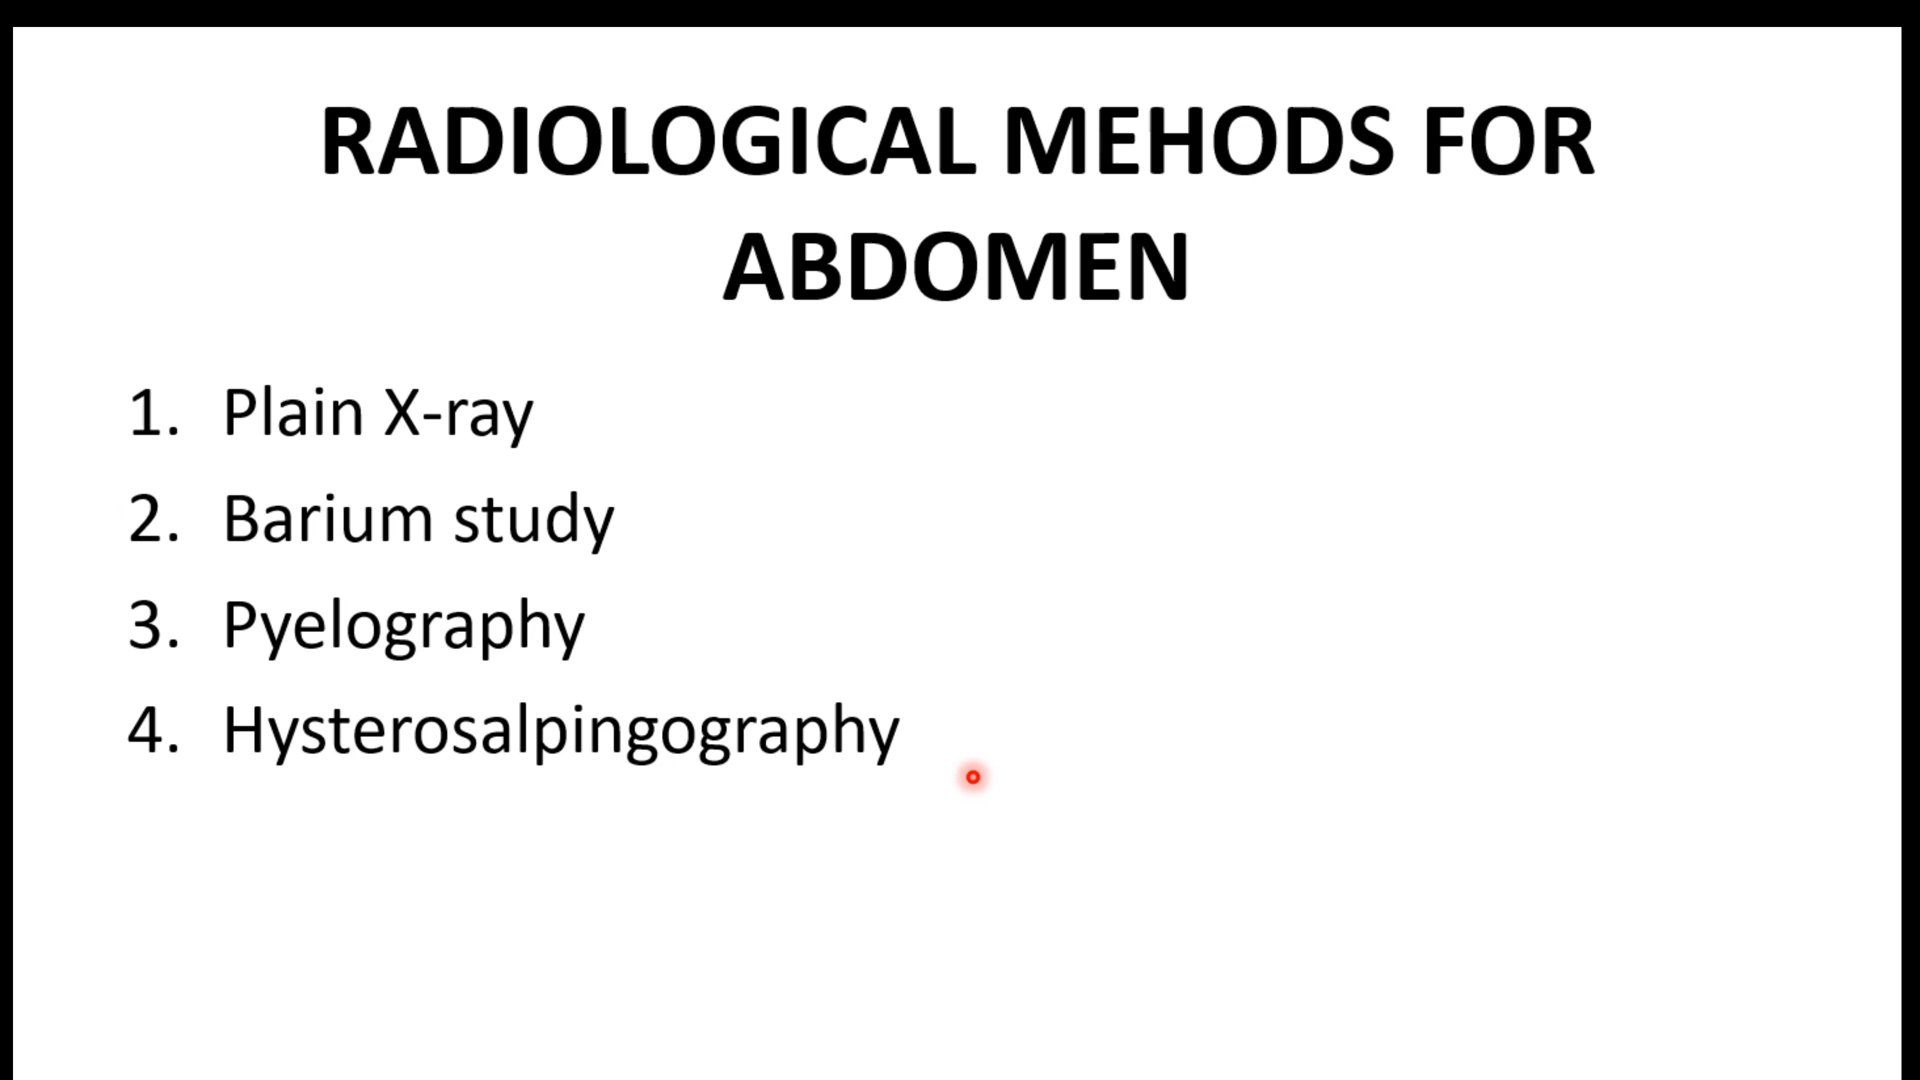 RADIOLOGICAL MEHODS FOR
ABDOMEN
1. Plain X-ray
2. Barium study
3. Pyelography
4. Hysterosalpingography